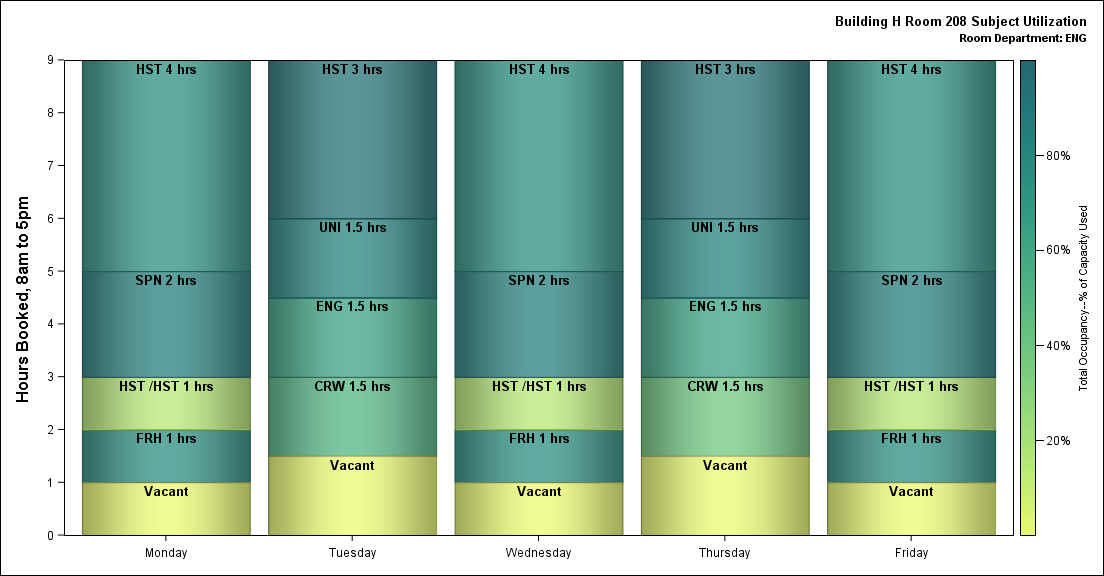 Building H Room 208 Subject Utilization
Room Department: ENG
Hours Booked, 8am to 5pm
9
8
7
6
5
4
3
2
1
0
HST 4 hrs
SPN 2 hrs
HST /HST 1 hrs
FRH 1 hrs
Vacant
Monday
HST 3 hrs
UNI 1.5 hrs
ENG 1.5 hrs
CRW 1.5 hrs
Vacant
Tuesday
HST 4 hrs
SPN 2 hrs
HST /HST 1 hrs
FRH 1 hrs
Vacant
Wednesday
HST 3 hrs
UNI 1.5 hrs
ENG 1.5 hrs
CRW 1.5 hrs
Vacant
Thursday
HST 4 hrs
SPN 2 hrs
HST /HST 1 hrs
FRH 1 hrs
Vacant
Friday
80%
60%
40%
20%
Total Occupancy--% of Capacity Used